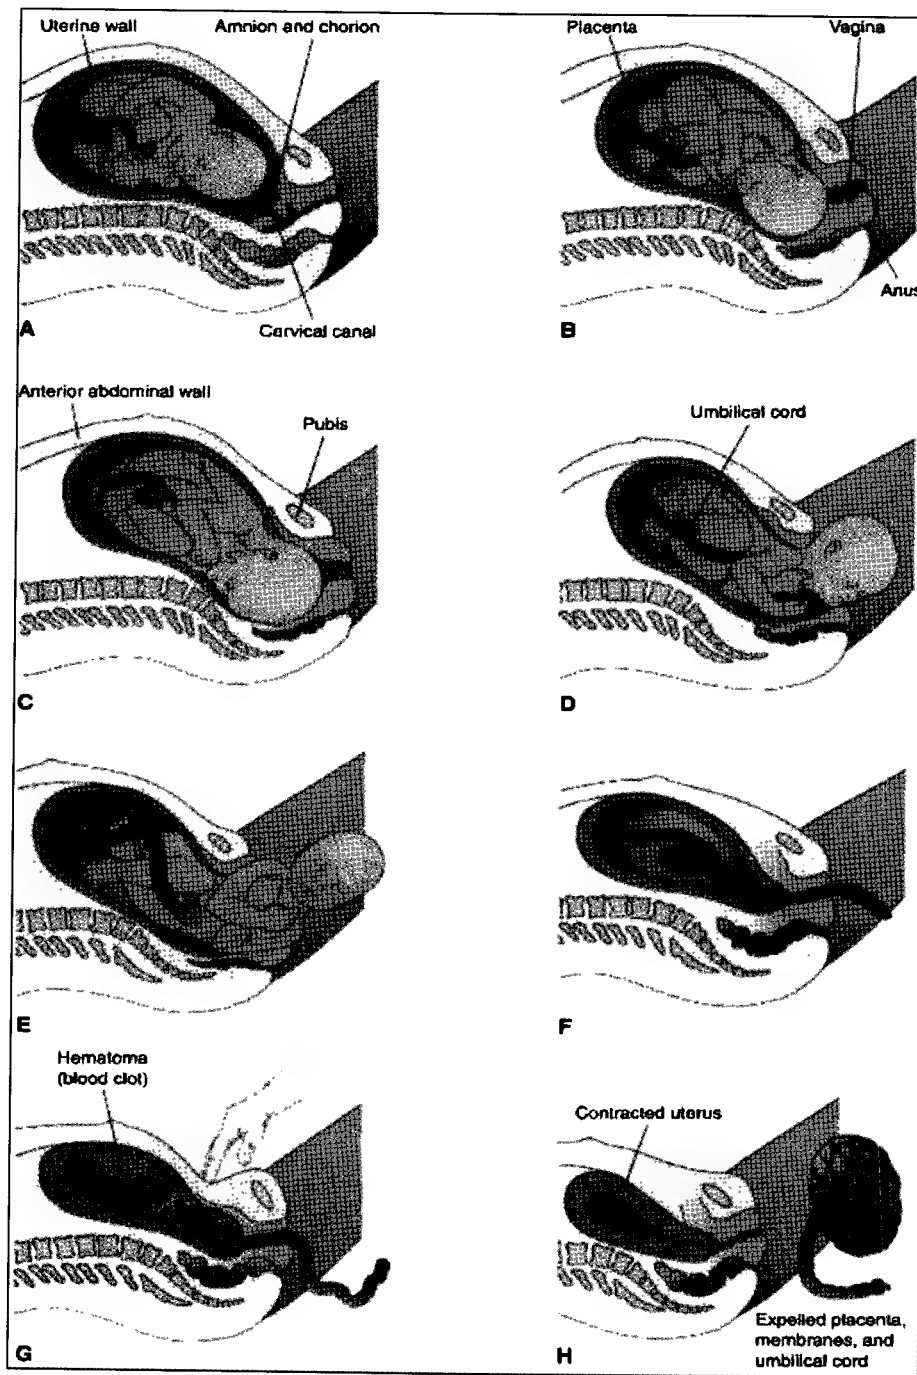 Uterine wall
Amnion and chorion
Placenta
Vagina
Anus
A
Cervical canal
B
Anterior abdominal wall
Pubis
Umbilical cord
C
D
E
F
Hematoma
(blood clot)
Contracted uterus
G
H
Expelled placenta,
membranes, and
umbilical cord